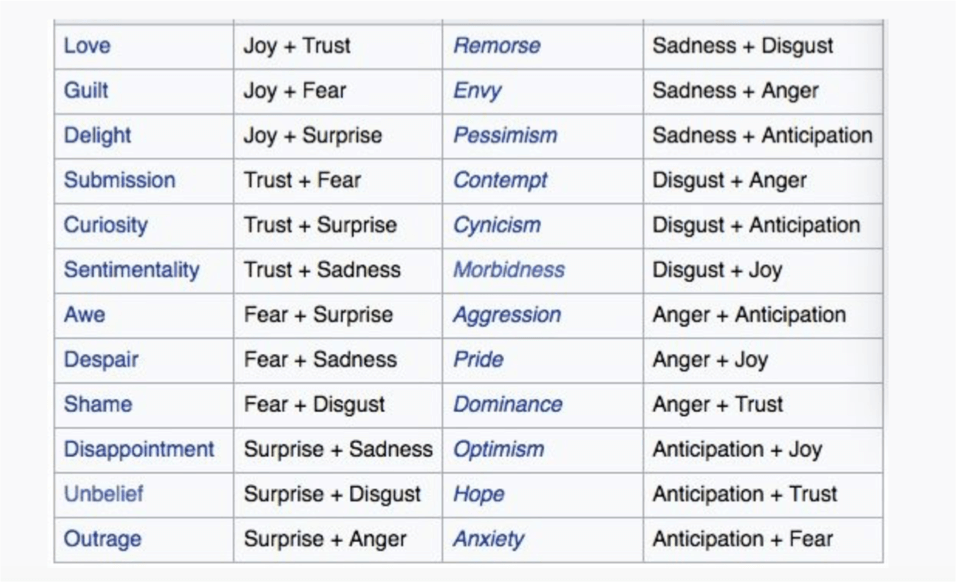 Love Joy + Trust Remorse Sadness + Disgust
Guilt Joy + Fear Envy Sadness + Anger
Delight Joy + Surprise Pessimism Sadness + Anticipation
Submission Trust + Fear Contempt Disgust + Anger
Curiosity Trust + Surprise Cynicism Disgust + Anticipation
Sentimentality Trust + Sadness Morbidness Disgust + Joy
Awe Fear + Surprise Aggression Anger + Anticipation
Despair Fear + Sadness Pride Anger + Joy
Shame Fear + Disgust Dominance Anger + Trust
Disappointment Surprise + Sadness Optimism Anticipation + Joy
Unbelief Surprise + Disgust Hope Anticipation + Trust
Outrage Surprise + Anger Anxiety Anticipation + Fear